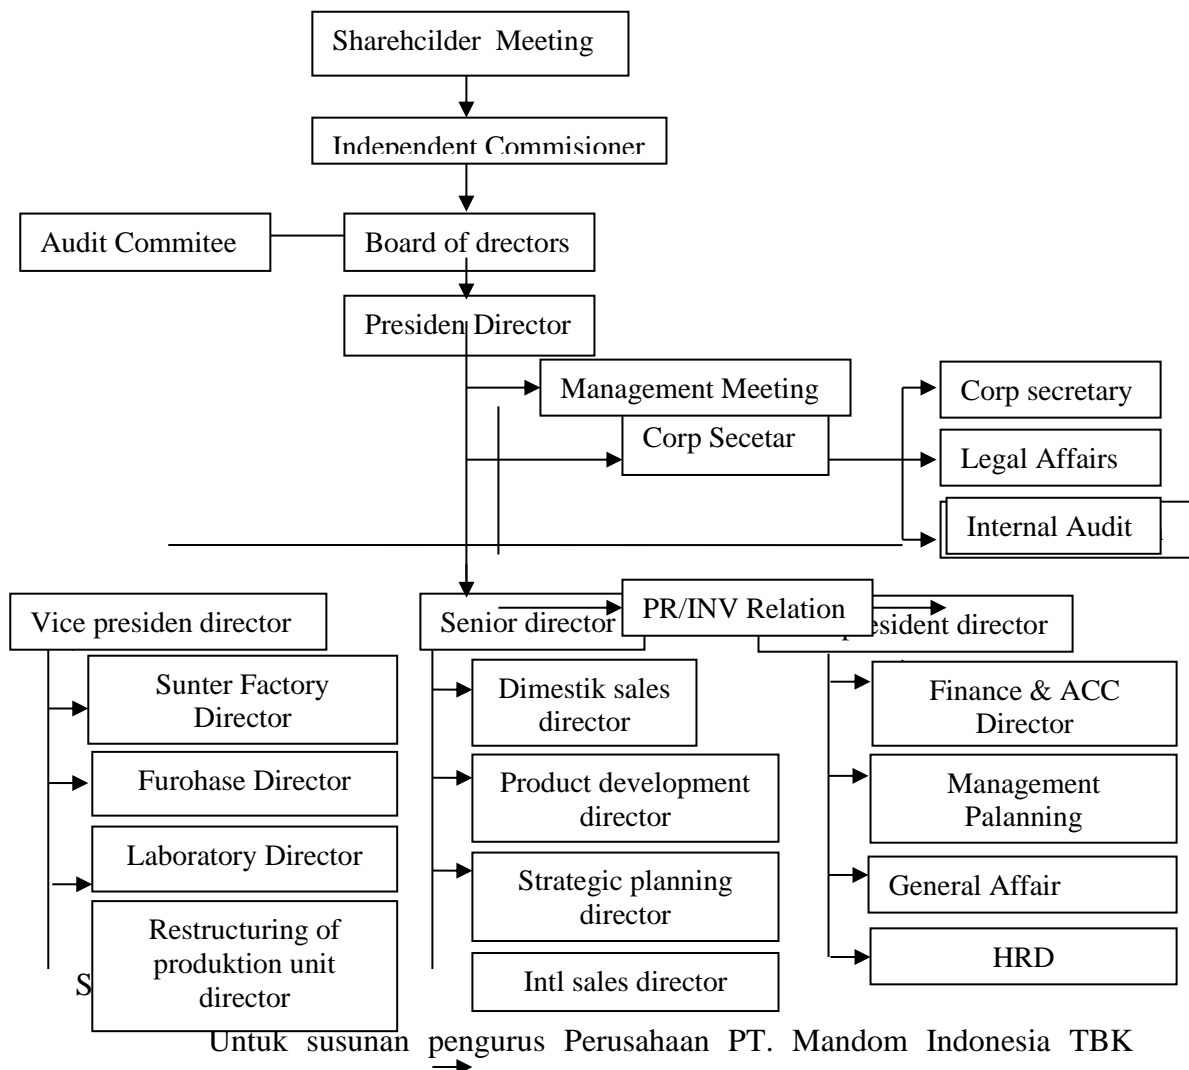 Sharehcilder Meeting
Independent Commisioner
Audit Commitee
Board of drectors
Presiden Director
Management Meeting
Corp Secetar
Corp secretary
Legal Affairs
Internal Audit
Vice presiden director
Senior director
PR/INV Relation
president director
Sunter Factory
Director
Furohase Director
Laboratory Director
Restructuring of
produktion unit
director
Dimestik sales
director
Product development
director
Strategic planning
director
Intl sales director
Finance & ACC
Director
Management
Palanning
General Affair
HRD
S
Untuk susunan pengurus Perusahaan PT. Mandom Indonesia TBK